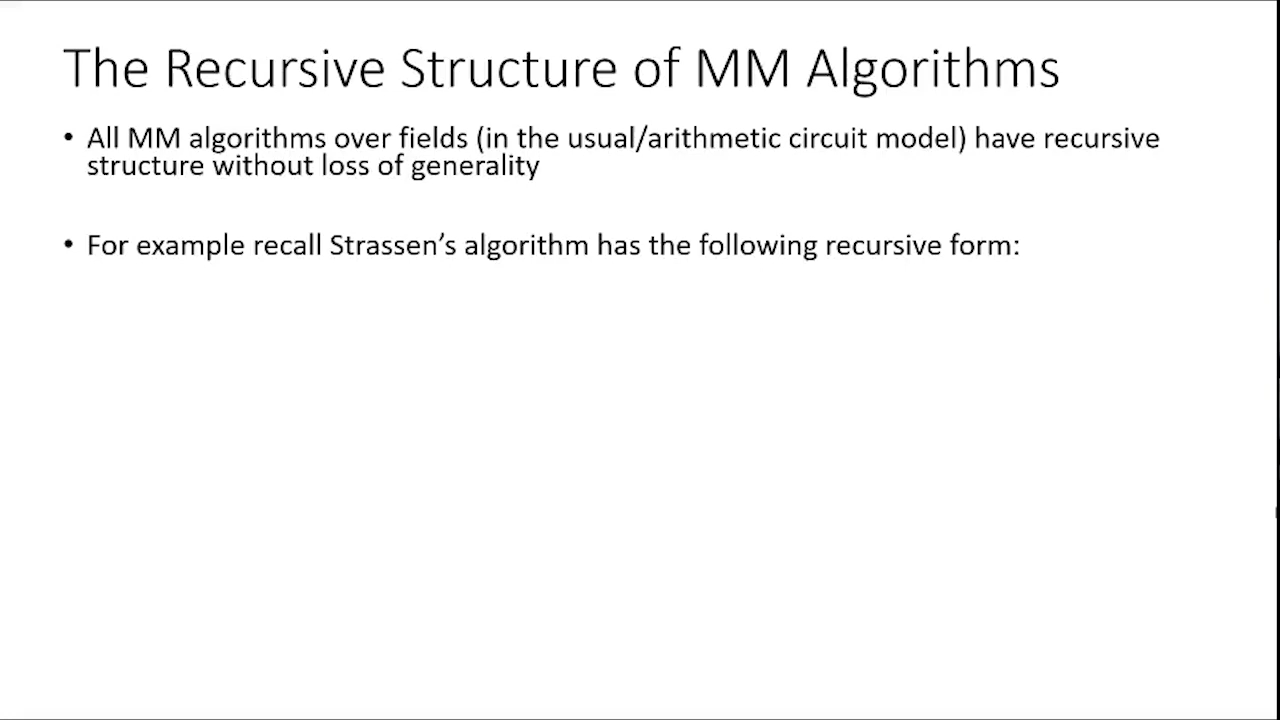 The Recursive Structure of MM Algorithms
• All MM algorithms over fields (in the usual/arithmetic circuit model) have recursive
structure without loss of generality
• For example recall Strassen’s algorithm has the following recursive form: